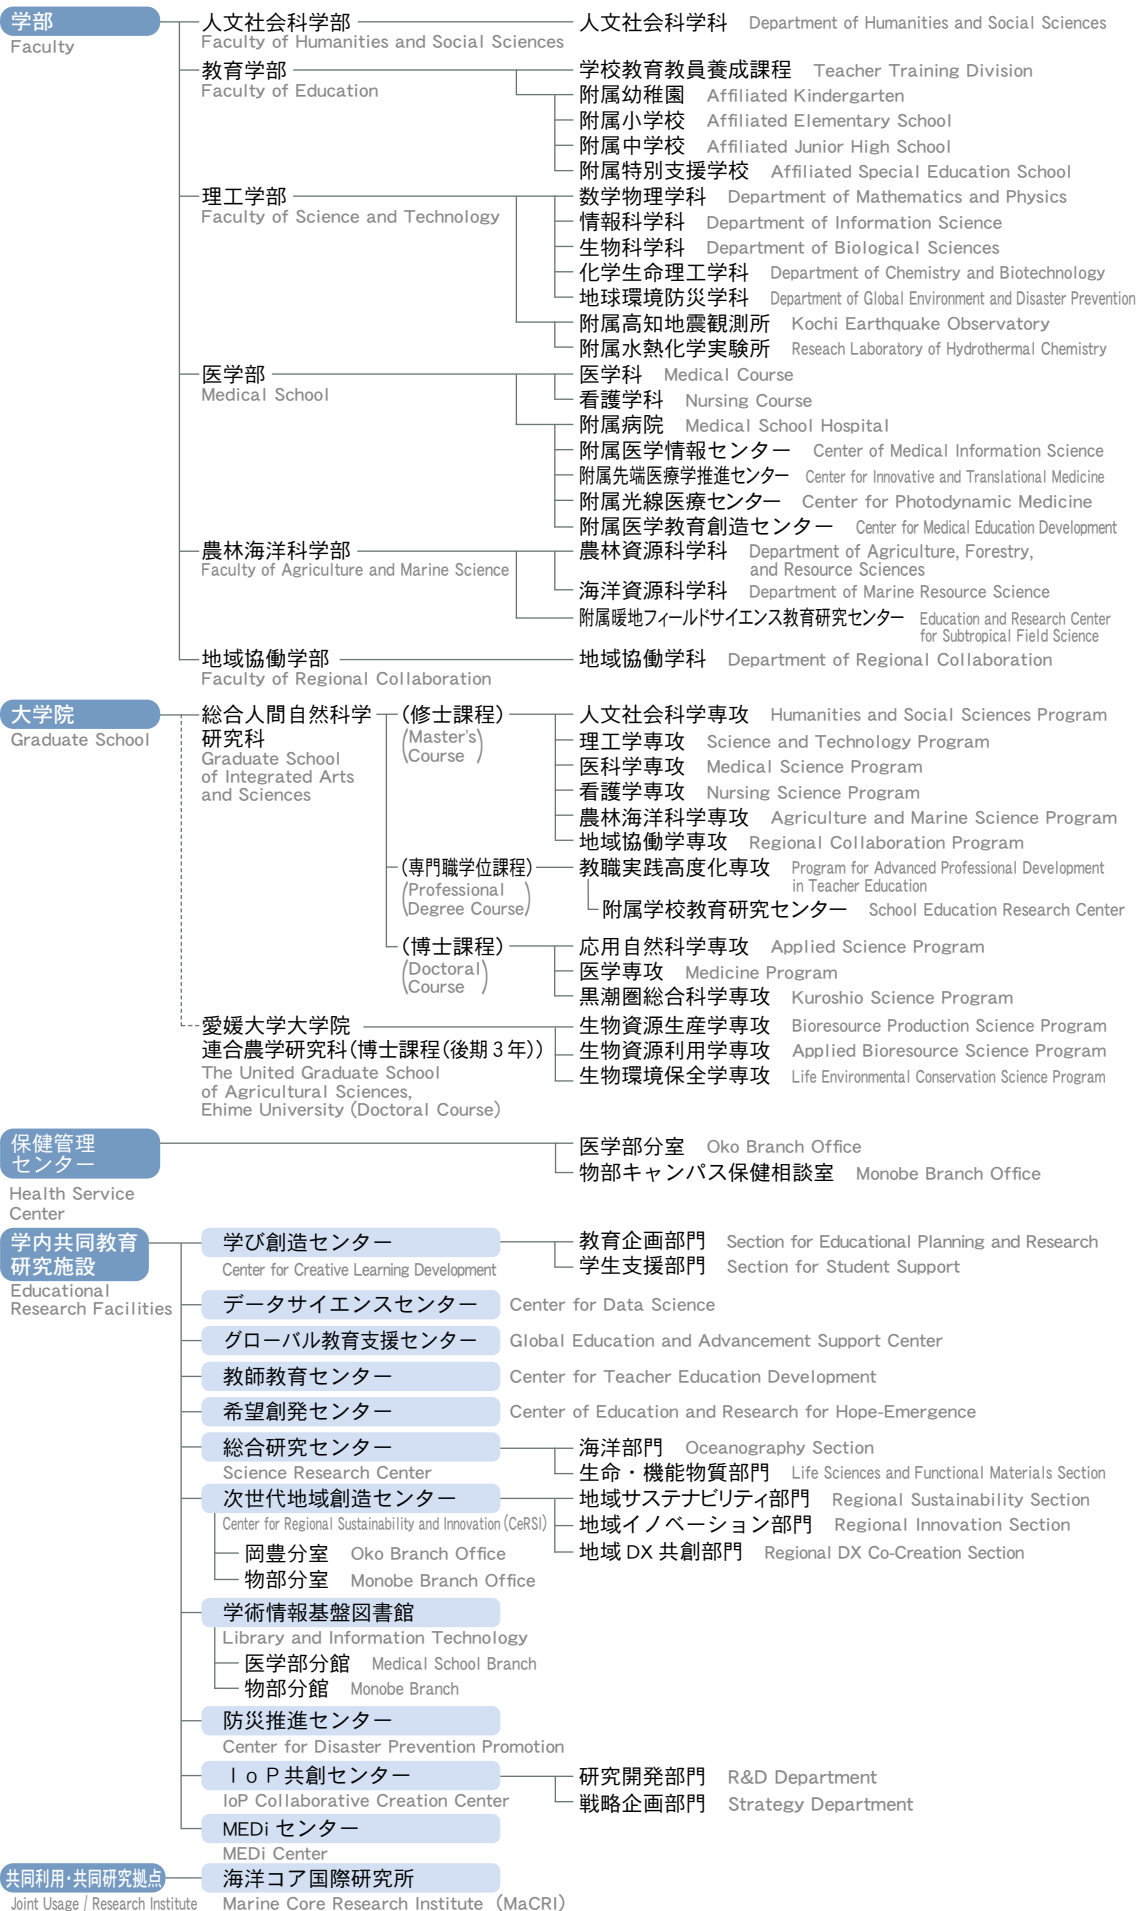 学部
Faculty
人文社会科学部
Faculty of Humanities and Social Sciences
人文社会科学科 Department of Humanities and Social Sciences
教育学部
Faculty of Education
学校教育教員養成課程 Teacher Training Division
附属幼稚園 Affiliated Kindergarten
附属小学校 Affiliated Elementary School
附属中学校 Affiliated Junior High School
附属特別支援学校 Affiliated Special Education School
理工学部
Faculty of Science and Technology
数学物理学科 Department of Mathematics and Physics
情報科学科 Department of Information Science
生物科学科 Department of Biological Sciences
化学生命理工学科 Department of Chemistry and Biotechnology
地球環境防災学科 Department of Global Environment and Disaster Prevention
附属高知地震観測所 Kochi Earthquake Observatory
附属水熱化学実験所 Reseach Laboratory of Hydrothermal Chemistry
医学部
Medical School
医学科 Medical Course
看護学科 Nursing Course
附属病院 Medical School Hospital
附属医学情報センター Center of Medical Information Science
附属先端医療学推進センター Center for Innovative and Translational Medicine
附属光線医療センター Center for Photodynamic Medicine
附属医学教育創造センター Center for Medical Education Development
農林海洋科学部
Faculty of Agriculture and Marine Science
農林資源科学科 Department of Agriculture, Forestry,
and Resource Sciences
海洋資源科学科 Department of Marine Resource Science
附属暖地フィールドサイエンス教育研究センター Education and Research Center
for Subtropical Field Science
地域協働学部
Faculty of Regional Collaboration
地域協働学科 Department of Regional Collaboration
大学院
Graduate School
総合人間自然科学
研究科
Graduate School
of Integrated Arts
and Sciences
(修士課程)
(Master's
Course)
人文社会科学専攻 Humanities and Social Sciences Program
理工学専攻 Science and Technology Program
医科学専攻 Medical Science Program
看護学専攻 Nursing Science Program
農林海洋科学専攻 Agriculture and Marine Science Program
地域協働学専攻 Regional Collaboration Program
(専門職学位課程)
(Professional
Degree Course)
教職実践高度化専攻 Program for Advanced Professional Development
in Teacher Education
附属学校教育研究センター School Education Research Center
(博士課程)
(Doctoral
Course)
応用自然科学専攻 Applied Science Program
医学専攻 Medicine Program
黒潮圏総合科学専攻 Kuroshio Science Program
愛媛大学大学院
連合農学研究科(博士課程(後期3年))
The United Graduate School
of Agricultural Sciences,
Ehime University (Doctoral Course)
生物資源生産学専攻 Bioresource Production Science Program
生物資源利用学専攻 Applied Bioresource Science Program
生物環境保全学専攻 Life Environmental Conservation Science Program
保健管理
センター
Health Service
Center
医学部分室 Oko Branch Office
物部キャンパス保健相談室 Monobe Branch Office
学内共同教育
研究施設
Educational
Research Facilities
学び創造センター
Center for Creative Learning Development
教育企画部門 Section for Educational Planning and Research
学生支援部門 Section for Student Support
データサイエンスセンター Center for Data Science
グローバル教育支援センター Global Education and Advancement Support Center
教師教育センター Center for Teacher Education Development
希望創発センター Center of Education and Research for Hope-Emergence
総合研究センター
Science Research Center
海洋部門 Oceanography Section
生命・機能物質部門 Life Sciences and Functional Materials Section
次世代地域創造センター
Center for Regional Sustainability and Innovation (CeRSI)
地域サステナビリティ部門 Regional Sustainability Section
地域イノベーション部門 Regional Innovation Section
地域 DX 共創部門 Regional DX Co-Creation Section
岡豊分室 Oko Branch Office
物部分室 Monobe Branch Office
学術情報基盤図書館
Library and Information Technology
医学部分館 Medical School Branch
物部分館 Monobe Branch
防災推進センター
Center for Disaster Prevention Promotion
IoP共創センター
IoP Collaborative Creation Center
研究開発部門 R&D Department
戦略企画部門 Strategy Department
MEDi センター
MEDi Center
共同利用・共同研究拠点
Joint Usage / Research Institute
海洋コア国際研究所
Marine Core Research Institute (MaCRI)